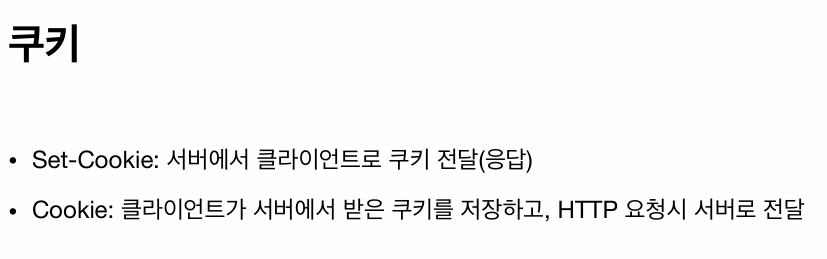 쿠키
• Set-Cookie: 서버에서 클라이언트로 쿠키 전달(응답)
• Cookie: 클라이언트가 서버에서 받은 쿠키를 저장하고, HTTP 요청시 서버로 전달